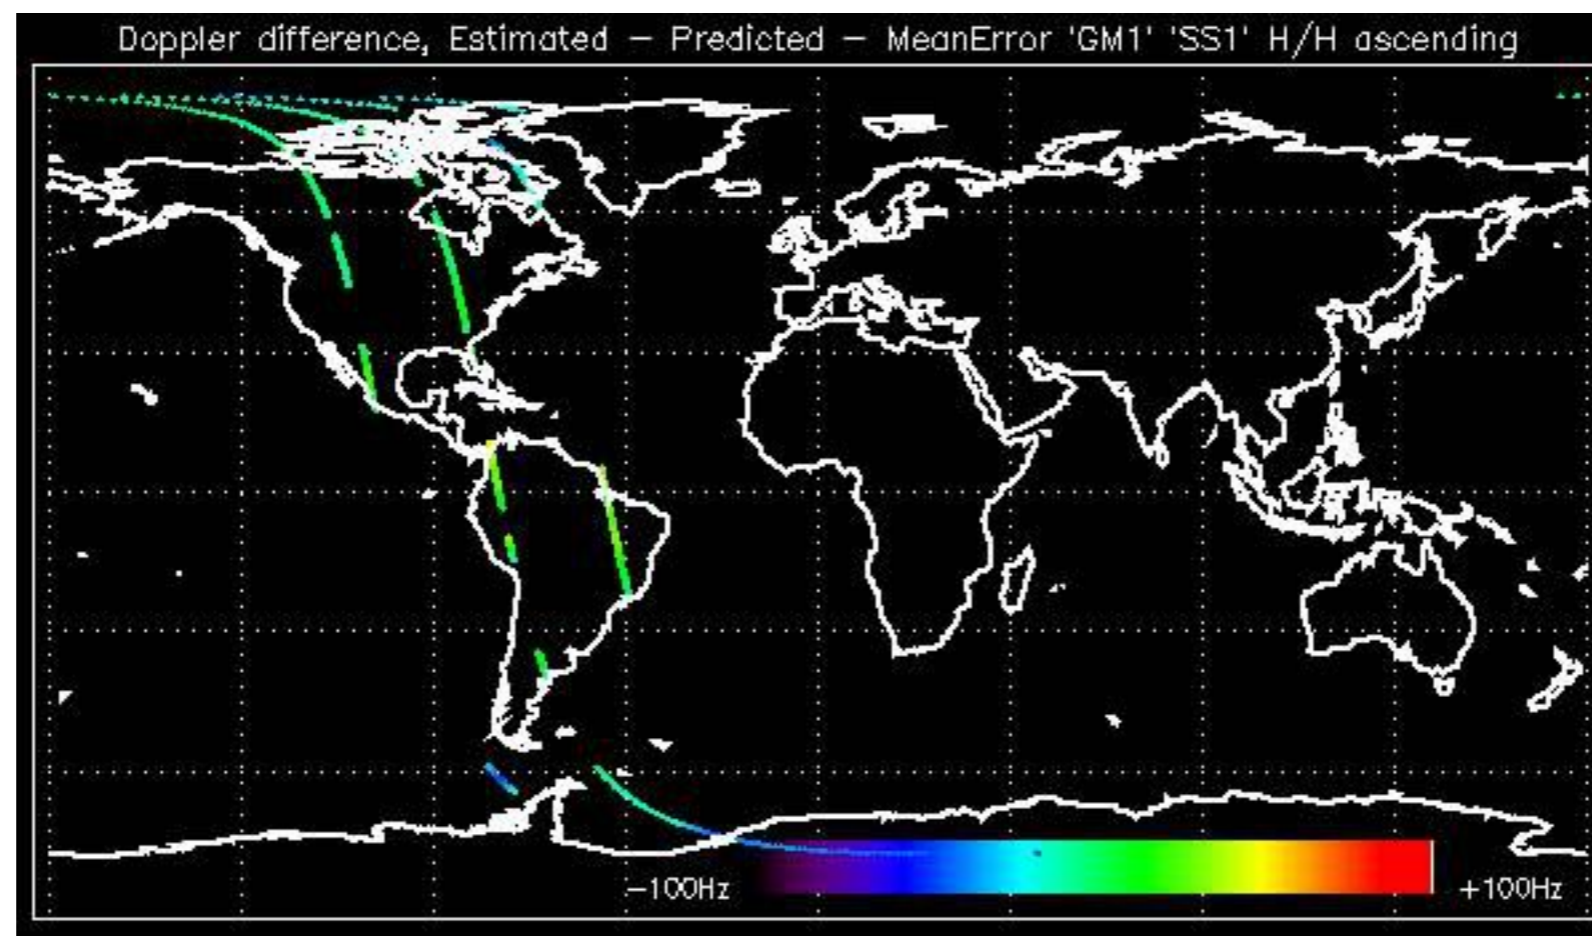 Doppler difference, Estimated — Predicted — MeanError 'GM1' 'SS1' H/H ascending
−100Hz
+100Hz